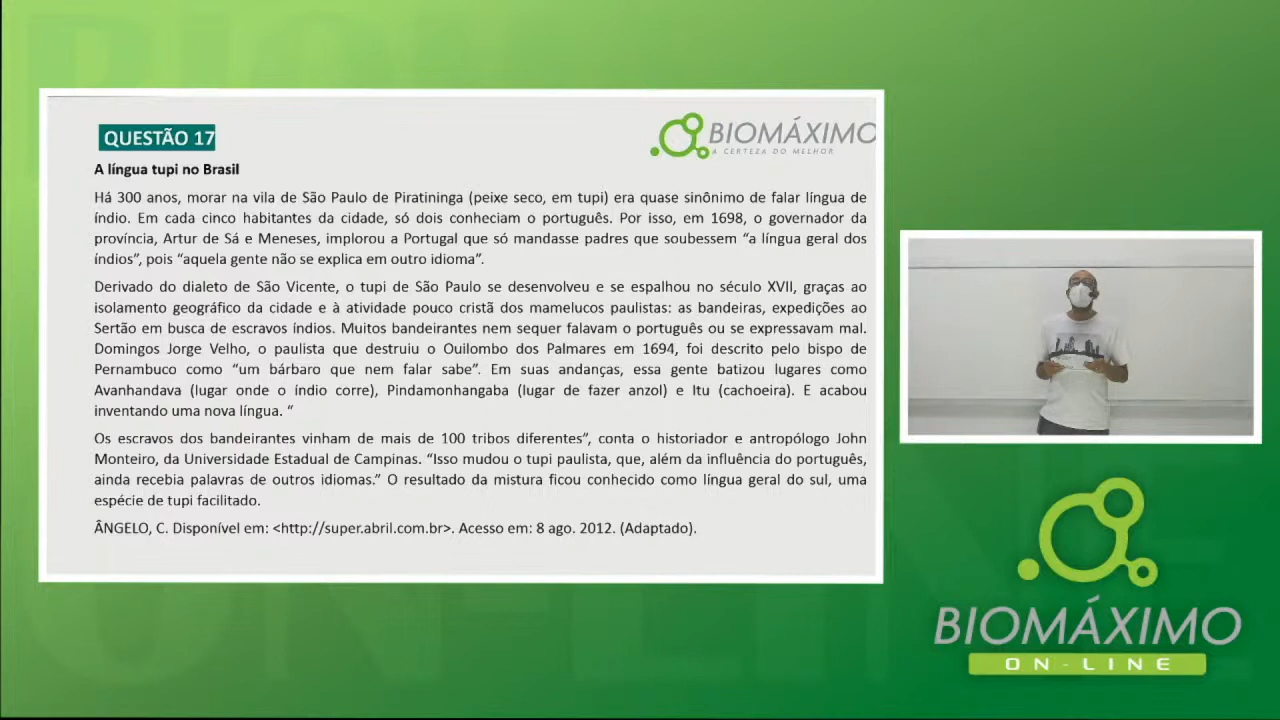 QUESTÃO 17
BIOMÁXIMO
A CERTEZA DO MELHOR
A língua tupi no Brasil
Há 300 anos, morar na vila de São Paulo de Piratininga (peixe seco, em tupi) era quase sinônimo de falar língua de
índio. Em cada cinco habitantes da cidade, só dois conheciam o português. Por isso, em 1698, o governador da
província, Artur de Sá e Meneses, implorou a Portugal que só mandasse padres que soubessem “a língua geral dos
índios”, pois “aquela gente não se explica em outro idioma”.
Derivado do dialeto de São Vicente, o tupi de São Paulo se desenvolveu e se espalhou no século XVII, graças ao
isolamento geográfico da cidade e à atividade pouco cristã dos mamelucos paulistas: as bandeiras, expedições ao
Sertão em busca de escravos índios. Muitos bandeirantes nem sequer falavam o português ou se expressavam mal.
Domingos Jorge Velho, o paulista que destruiu o Ouilombo dos Palmares em 1694, foi descrito pelo bispo de
Pernambuco como “um bárbaro que nem falar sabe”. Em suas andanças, essa gente batizou lugares como
Avanhandava (lugar onde o índio corre), Pindamonhangaba (lugar de fazer anzol) e Itu (cachoeira). E acabou
inventando uma nova língua. “
Os escravos dos bandeirantes vinham de mais de 100 tribos diferentes”, conta o historiador e antropólogo John
Monteiro, da Universidade Estadual de Campinas. “Isso mudou o tupi paulista, que, além da influência do português,
ainda recebia palavras de outros idiomas.” O resultado da mistura ficou conhecido como língua geral do sul, uma
espécie de tupi facilitado.
ÂNGELO, C. Disponível em: <http://super.abril.com.br>. Acesso em: 8 ago. 2012. (Adaptado).
BIOMÁXIMO
ON-LINE